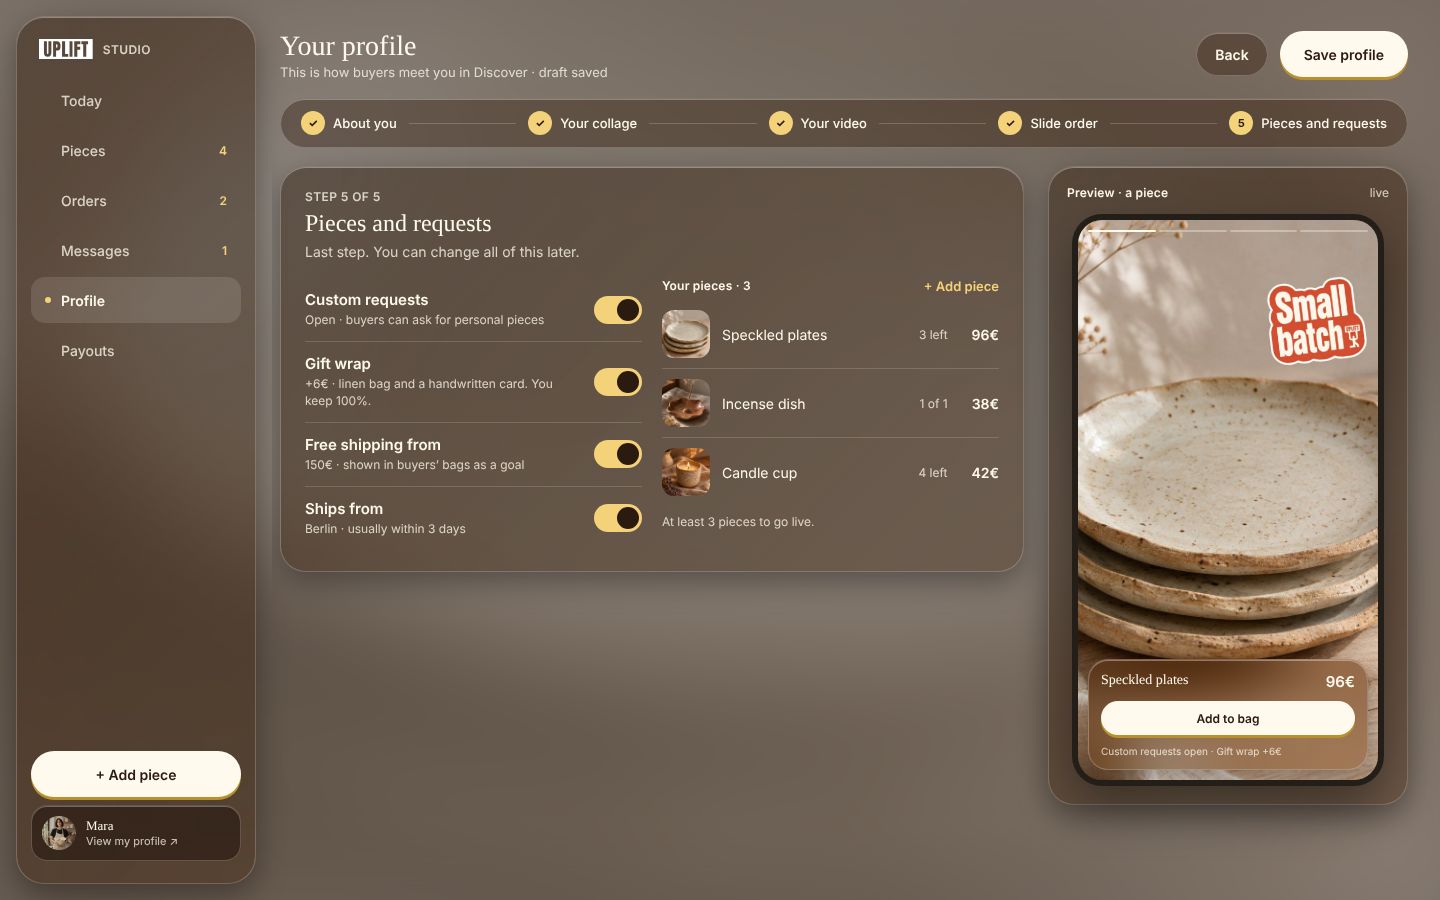 UPLIFT STUDIO
Today
Pieces 4
Orders 2
Messages 1
Profile
Payouts
+ Add piece
Mara
View my profile ↗
Your profile
This is how buyers meet you in Discover · draft saved
Back
Save profile
About you
Your collage
Your video
Slide order
5 Pieces and requests
STEP 5 OF 5
Pieces and requests
Last step. You can change all of this later.
Custom requests
Open · buyers can ask for personal pieces
Gift wrap
+6€ · linen bag and a handwritten card. You
keep 100%.
Free shipping from
150€ · shown in buyers’ bags as a goal
Ships from
Berlin · usually within 3 days
Your pieces · 3
+ Add piece
Speckled plates 3 left 96€
Incense dish 1 of 1 38€
Candle cup 4 left 42€
At least 3 pieces to go live.
Preview · a piece live
Small
batch
Speckled plates 96€
Add to bag
Custom requests open · Gift wrap +6€